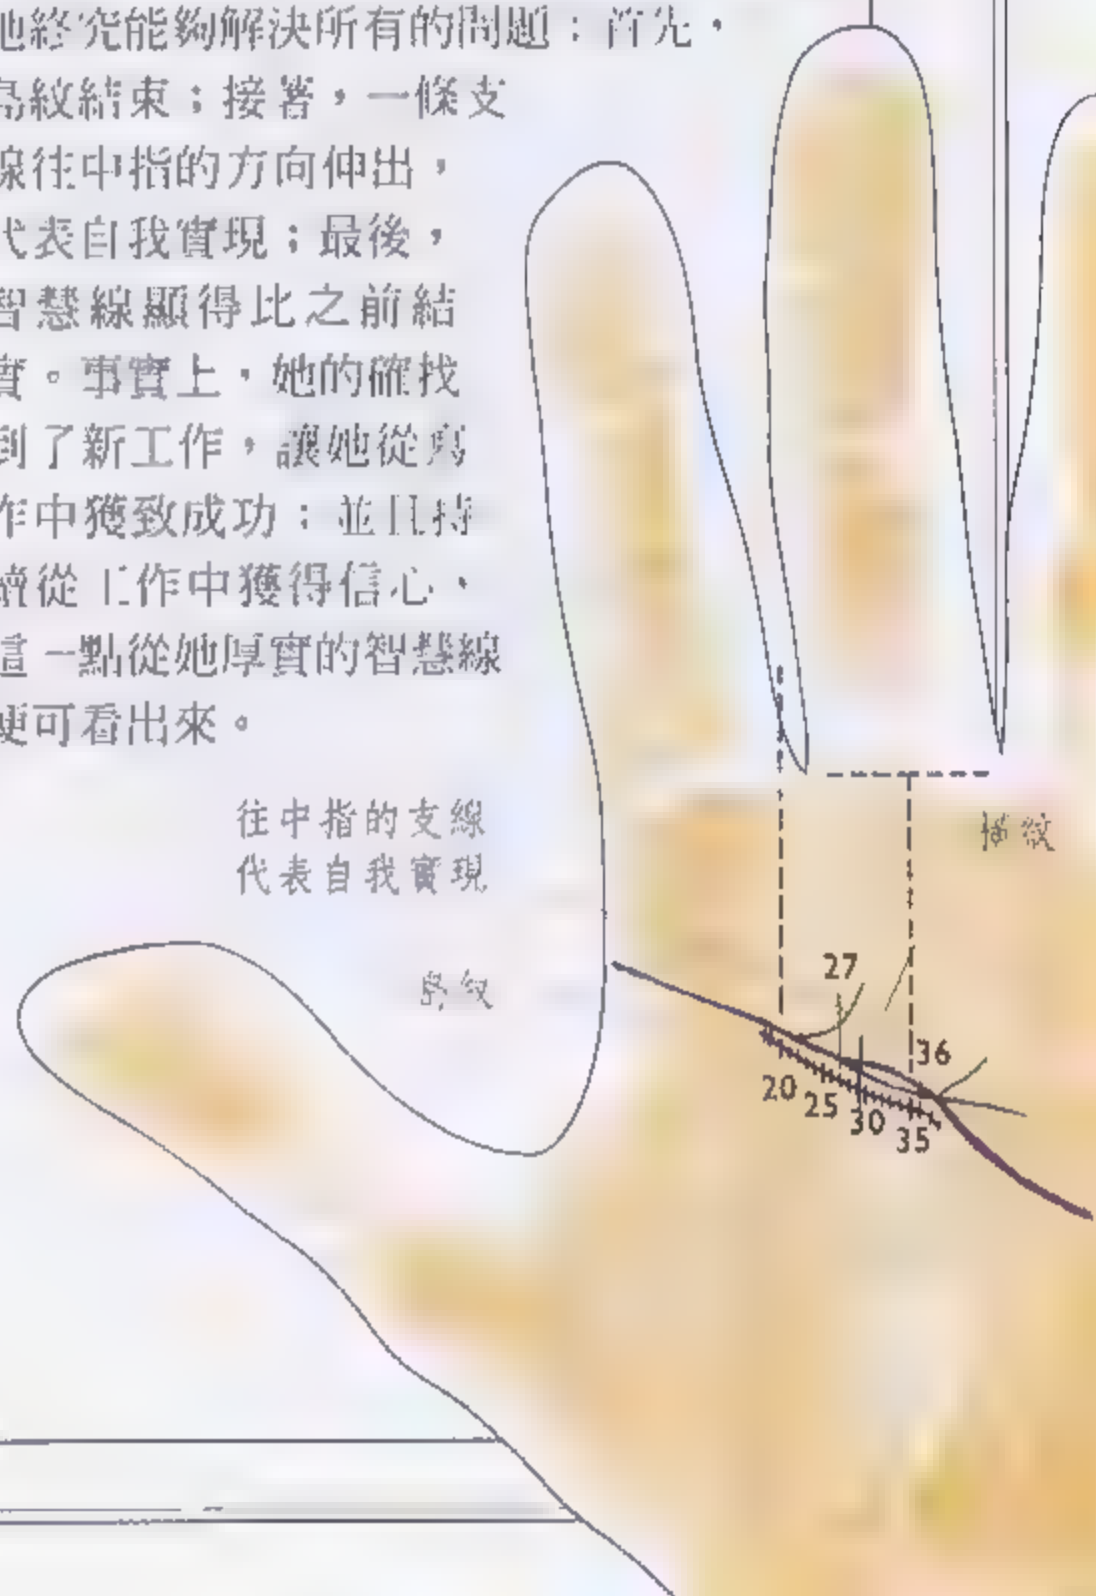 她終究能夠解決所有的問題：首先，
島紋結束；接著，一條支
線往中指的方向伸出，
代表自我實現；最後，
智慧線顯得比之前結
實。事實上，她的確找
到了新工作，讓她從寫
作中獲致成功；並且持
續從工作中獲得信心，
這一點從她厚實的智慧線
便可看出來。
往中指的支線
代表自我實現
橫紋
島紋
27
36
20
25
30
35